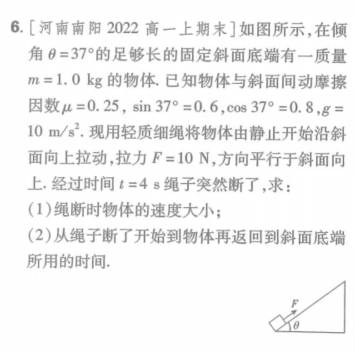 6. [河南南阳 2022 高一上期末]如图所示,在倾
角 θ=37°的足够长的固定斜面底端有一质量
m=1.0 kg 的物体.已知物体与斜面间动摩擦
因数 μ=0.25, sin 37°=0.6,cos 37°=0.8,g=
10 m/s². 现用轻质细绳将物体由静止开始沿斜
面向上拉动,拉力 F=10 N,方向平行于斜面向
上.经过时间 t=4 s 绳子突然断了,求:
(1)绳断时物体的速度大小;
(2)从绳子断了开始到物体再返回到斜面底端
所用的时间.
F
θ